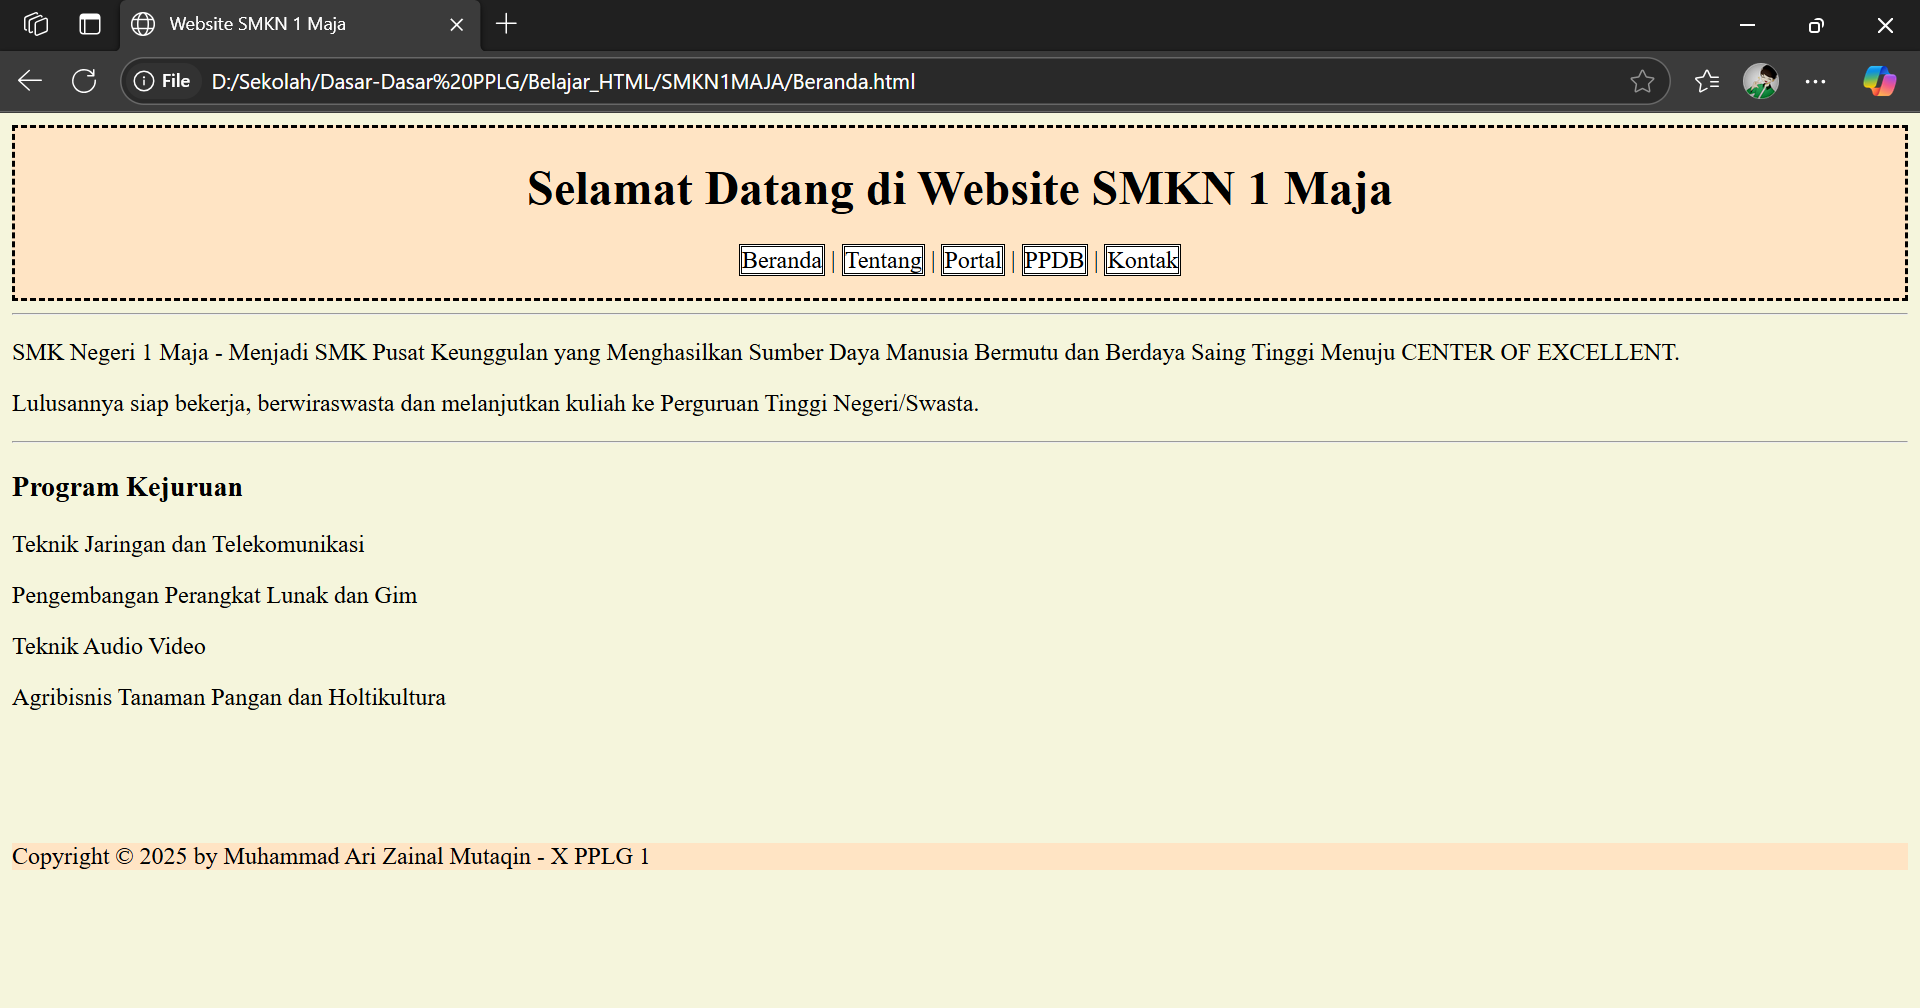 Website SMKN 1 Maja
File D:/Sekolah/Dasar-Dasar%20PPLG/Belajar_HTML/SMKN1MAJA/Beranda.html
Selamat Datang di Website SMKN 1 Maja
Beranda | Tentang | Portal | PPDB | Kontak
SMK Negeri 1 Maja - Menjadi SMK Pusat Keunggulan yang Menghasilkan Sumber Daya Manusia Bermutu dan Berdaya Saing Tinggi Menuju CENTER OF EXCELLENT.
Lulusannya siap bekerja, berwiraswasta dan melanjutkan kuliah ke Perguruan Tinggi Negeri/Swasta.
Program Kejuruan
Teknik Jaringan dan Telekomunikasi
Pengembangan Perangkat Lunak dan Gim
Teknik Audio Video
Agribisnis Tanaman Pangan dan Holtikultura
Copyright © 2025 by Muhammad Ari Zainal Mutaqin - X PPLG 1